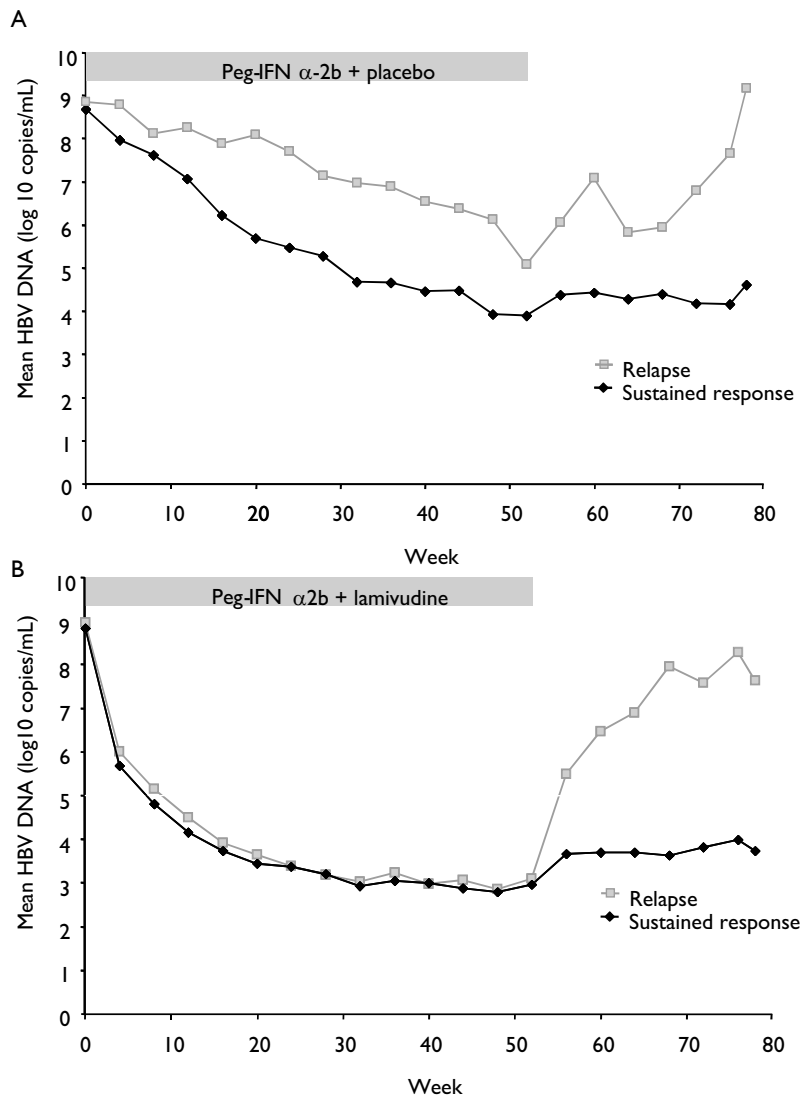 A
Peg-IFN α-2b + placebo
Mean HBV DNA (log 10 copies/mL)
10
9
8
7
6
5
4
3
2
1
0
Relapse
Sustained response
0 10 20 30 40 50 60 70 80
Week
B
Peg-IFN α2b + lamivudine
Mean HBV DNA (log10 copies/mL)
10
9
8
7
6
5
4
3
2
1
0
Relapse
Sustained response
0 10 20 30 40 50 60 70 80
Week